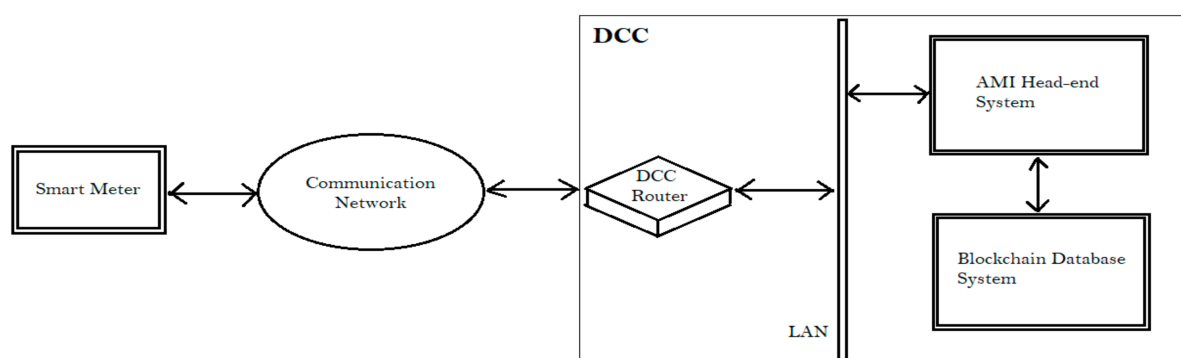 DCC
Smart Meter
Communication
Network
DCC
Router
LAN
AMI Head-end
System
Blockchain Database
System